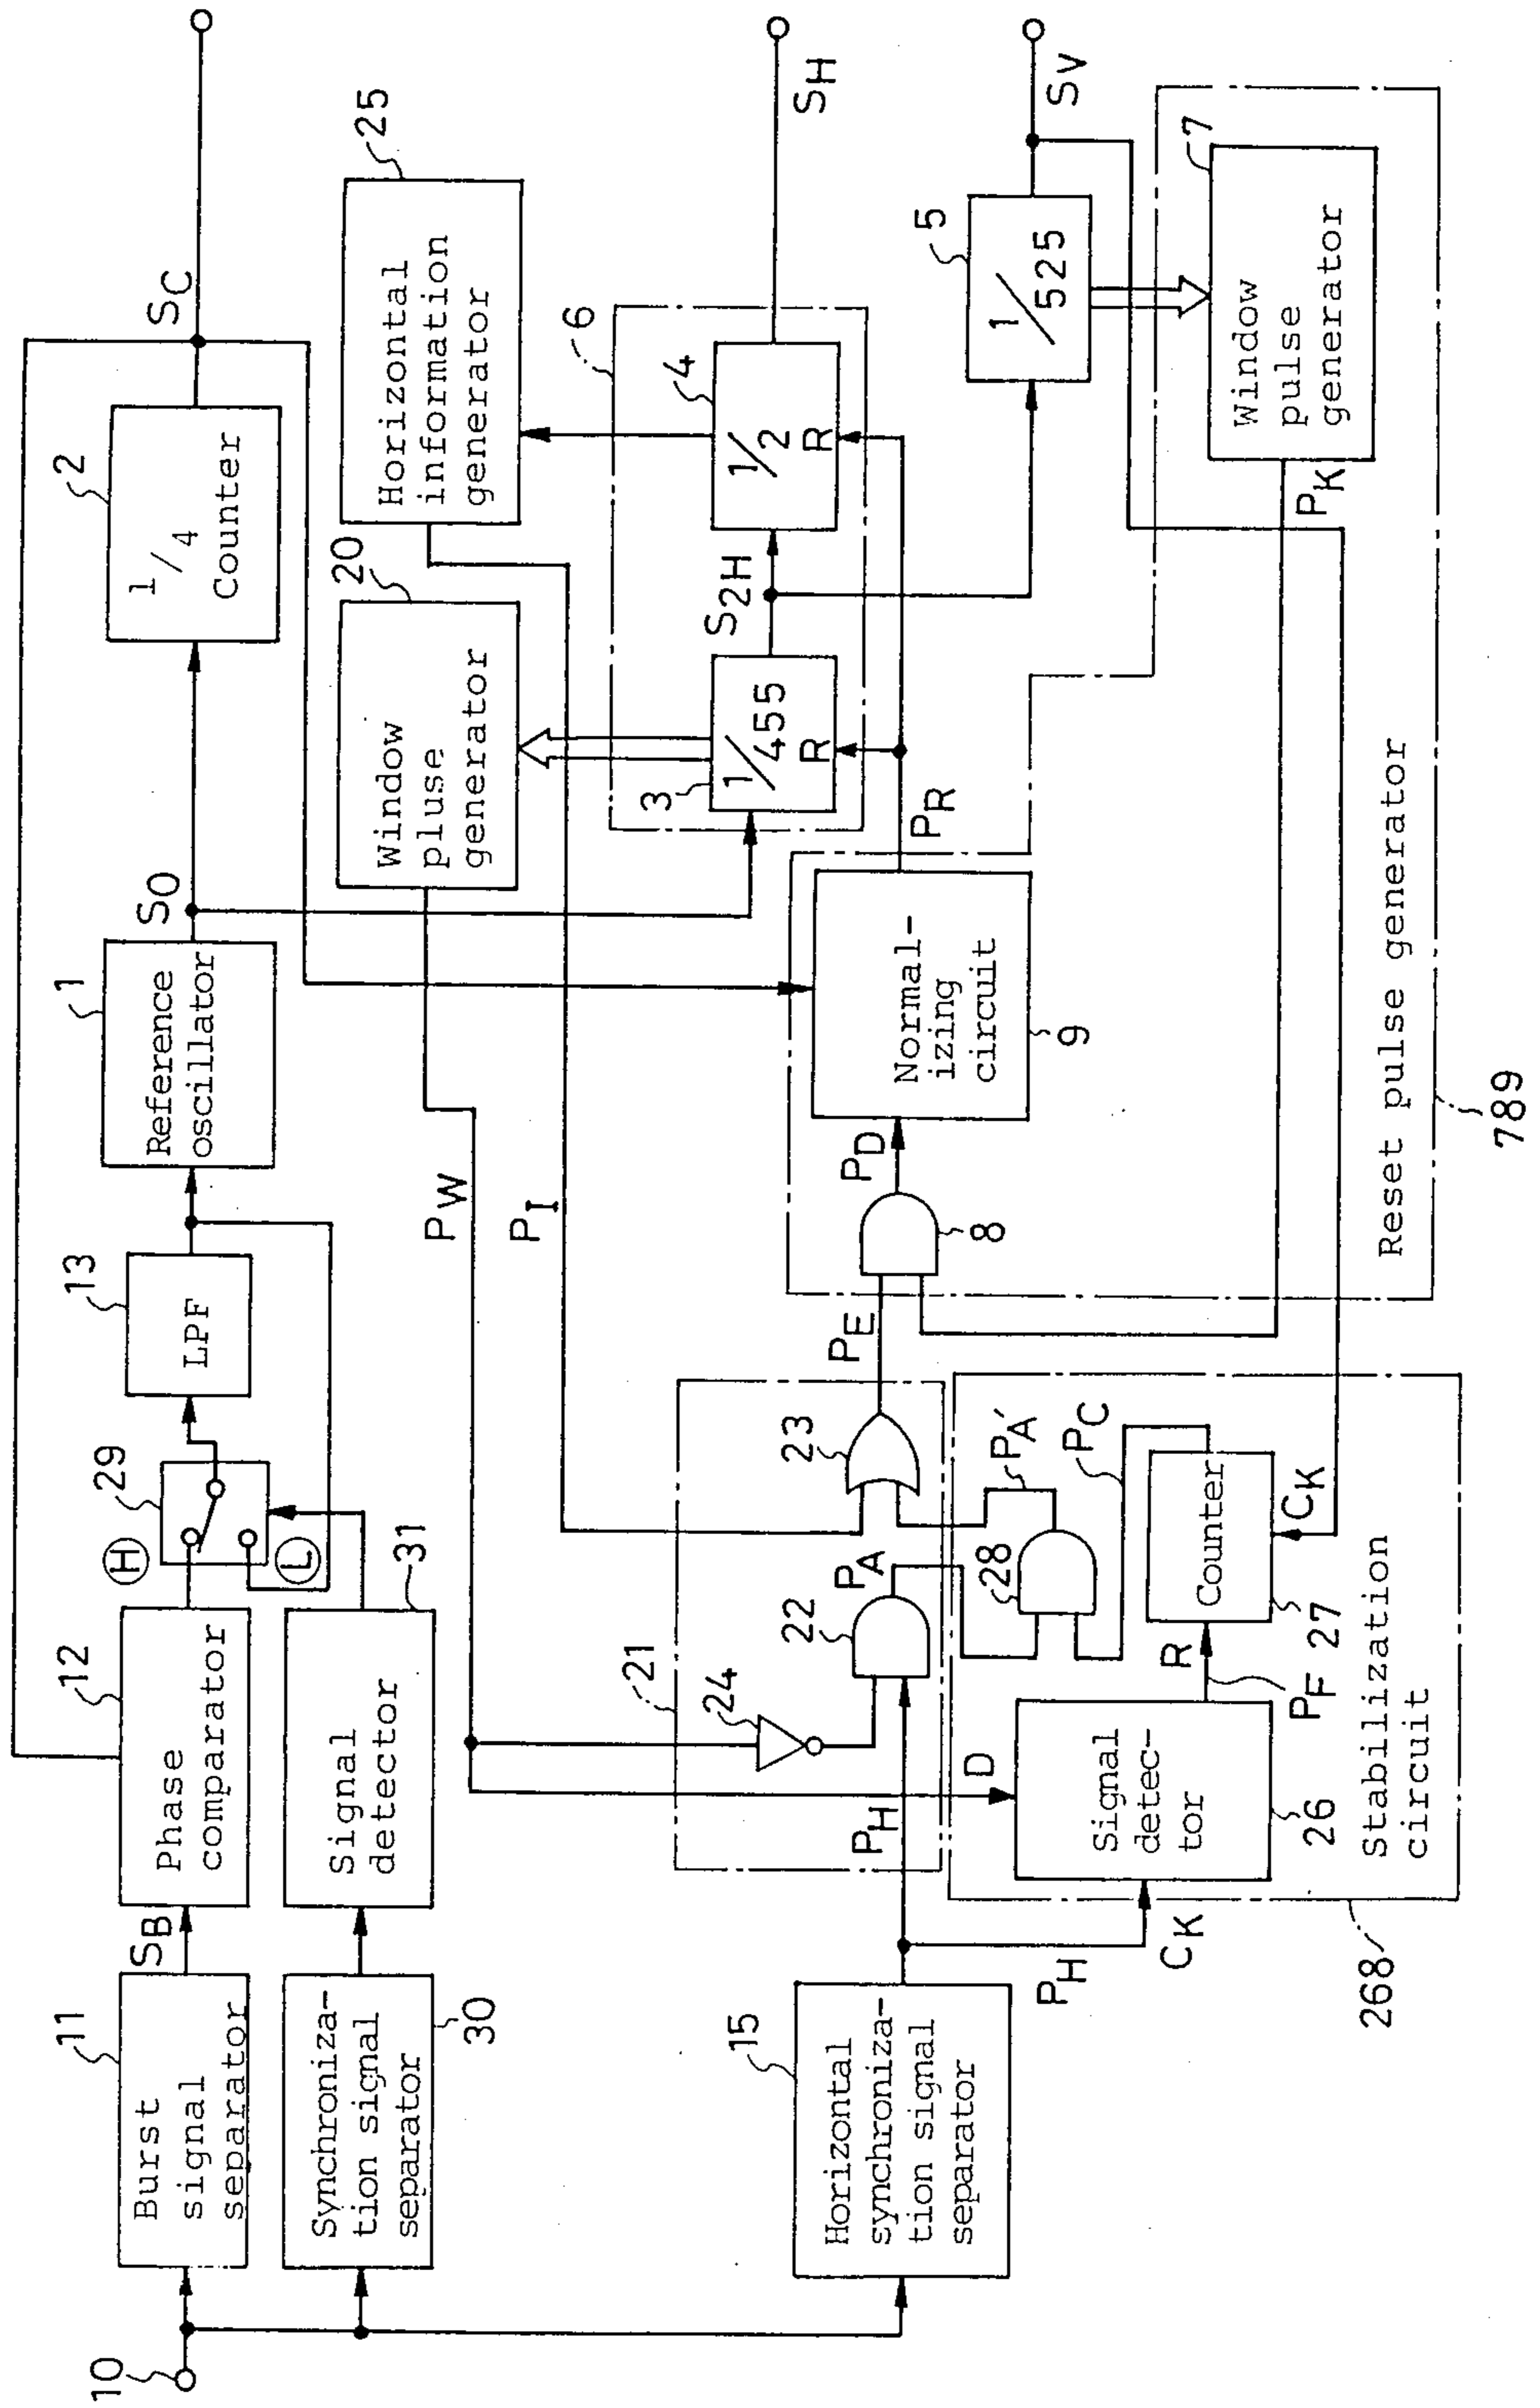 10
11
Burst
signal
separator
SB
12
Phase
comparator
29
H
L
13
LPF
1
Reference
oscillator
SO
2
1/4
Counter
SC
30
Synchroniza-
tion signal
separator
31
Signal
detector
20
Window
pluse
generator
25
Horizontal
information
generator
PW
PI
6
3
1/455
R
S2H
4
1/2
R
SH
15
Horizontal
synchroniza-
tion signal
separator
PH
PH
CK
21
24
22
PA
23
PE
8
PD
Normal-
izing
circuit
9
PR
5
1/525
SV
7
Window
pulse
generator
PK
Reset pulse generator
789
D
Signal
detec-
tor
26
R
PF
27
Counter
CK
28
PA'
PC
Stabilization
circuit
268